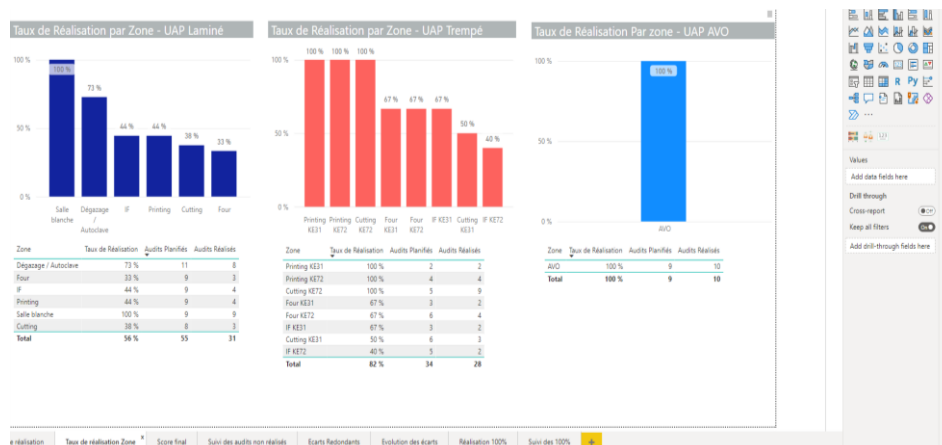 Taux de Réalisation par Zone - UAP Laminé
100 %
50 %
0 %
100 %
73 %
44 %
44 %
38 %
33 %
Salle blanche
Dégazage / Autoclave
IF
Printing
Cutting
Four
Zone Taux de Réalisation Audits Planifiés Audits Réalisés
Dégazage / Autoclave 73 % 11 8
Four 33 % 9 3
IF 44 % 9 4
Printing 44 % 9 4
Salle blanche 100 % 9 9
Cutting 38 % 8 3
Total 56 % 55 31
Taux de Réalisation par Zone - UAP Trempé
100 %
50 %
0 %
100 % 100 % 100 %
67 % 67 % 67 %
50 %
40 %
Printing KE31
Printing KE72
Cutting KE72
Four KE31
Four KE72
IF KE31
Cutting KE31
IF KE72
Zone Taux de Réalisation Audits Planifiés Audits Réalisés
Printing KE31 100 % 2 2
Printing KE72 100 % 4 4
Cutting KE72 100 % 5 9
Four KE31 67 % 3 2
Four KE72 67 % 6 4
IF KE31 67 % 3 2
Cutting KE31 50 % 6 3
IF KE72 40 % 5 2
Total 82 % 34 28
Taux de Réalisation Par zone - UAP AVO
100 %
50 %
0 %
100 %
AVO
Zone Taux de Réalisation Audits Planifiés Audits Réalisés
AVO 100 % 9 10
Total 100 % 9 10
R Py
Values
Add data fields here
Drill through
Cross-report
Off
Keep all filters
On
Add drill-through fields here
e réalisation
Taux de réalisation Zone
Score final
Suivi des audits non réalisés
Ecarts Redondants
Evolution des écarts
Réalisation 100%
Suivi des 100%